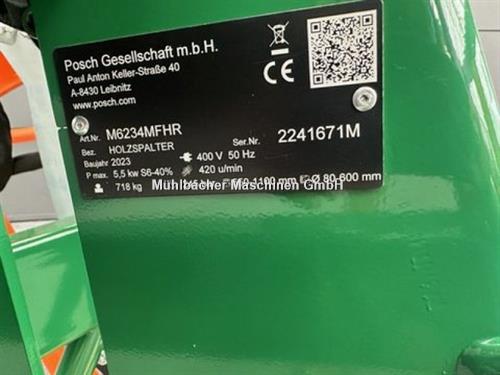 Posch Gesellschaft m.b.H.
Paul Anton Keller-Straße 40
A-8430 Leibnitz
www.posch.com
Art.Nr. M6234MFHR Ser.Nr. 2241671M
Bez. HOLZSPALTER
Baujahr 2023 400 V 50 Hz
P max. 5,5 kw S6-40% 420 u/min
718 kg 1100 mm Ø 80-600 mm
Mühlbacher Maschinen GmbH